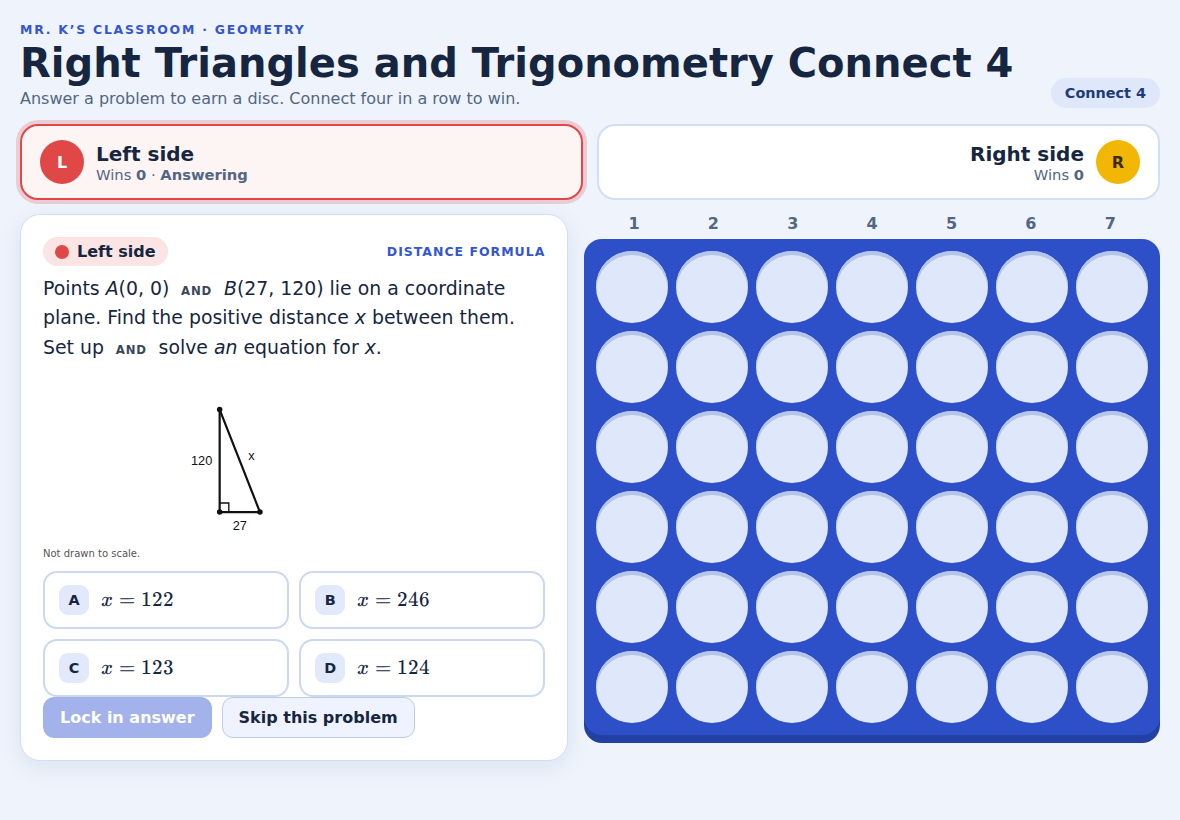 MR. K’S CLASSROOM · GEOMETRY
Right Triangles and Trigonometry Connect 4
Answer a problem to earn a disc. Connect four in a row to win.
Connect 4
L
Left side
Wins 0 · Answering
Right side
Wins 0
R
Left side
DISTANCE FORMULA
Points A(0, 0) AND B(27, 120) lie on a coordinate
plane. Find the positive distance x between them.
Set up AND solve an equation for x.
120
x
27
Not drawn to scale.
A x = 122
B x = 246
C x = 123
D x = 124
Lock in answer
Skip this problem
1 2 3 4 5 6 7